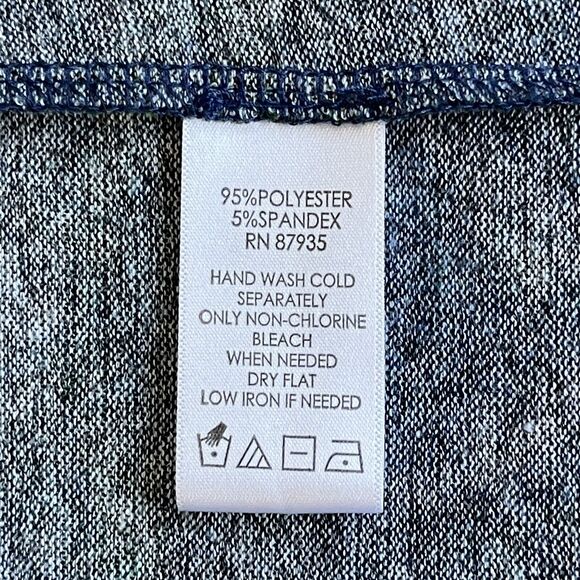 95%POLYESTER
5%SPANDEX
RN 87935
HAND WASH COLD
SEPARATELY
ONLY NON-CHLORINE
BLEACH
WHEN NEEDED
DRY FLAT
LOW IRON IF NEEDED